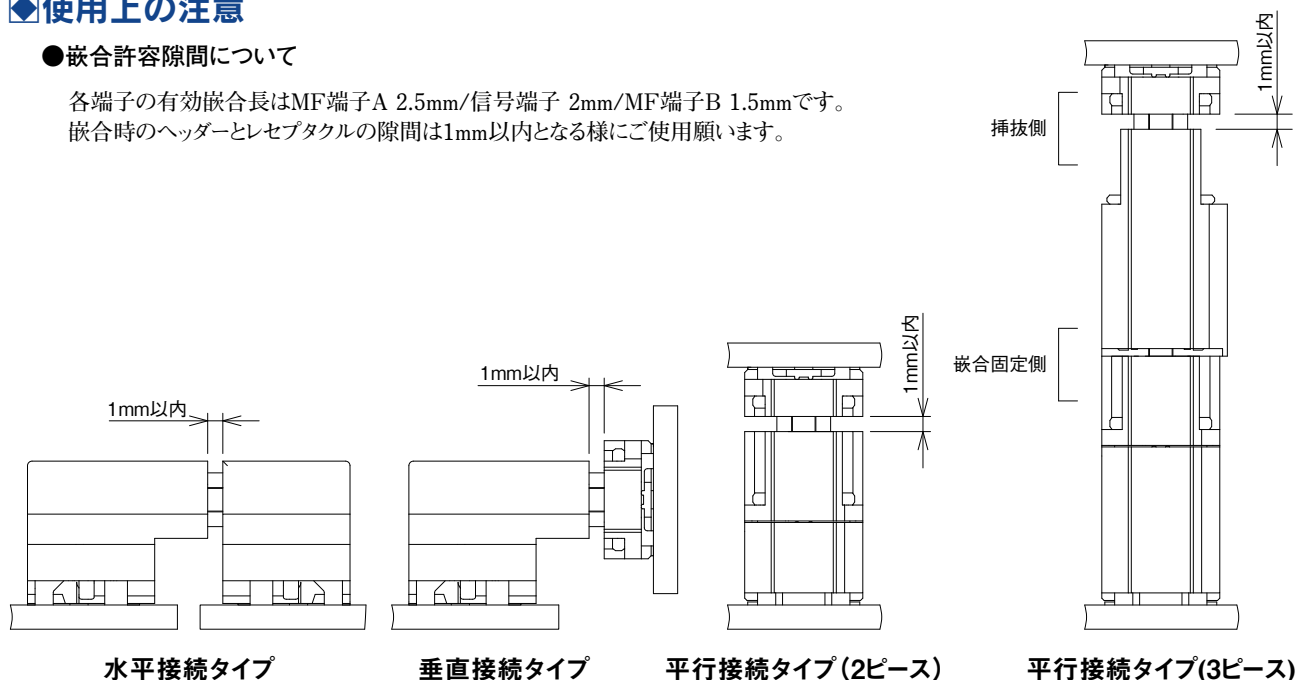 ◆使用上の注意
●嵌合許容隙間について
各端子の有効嵌合長はMF端子A 2.5mm/信号端子 2mm/MF端子B 1.5mmです。
嵌合時のヘッダーとレセプタクルの隙間は1mm以内となる様にご使用願います。
1mm以内
挿抜側
1mm以内
嵌合固定側
1mm以内
1mm以内
水平接続タイプ
垂直接続タイプ
平行接続タイプ（2ピース）
平行接続タイプ(3ピース)